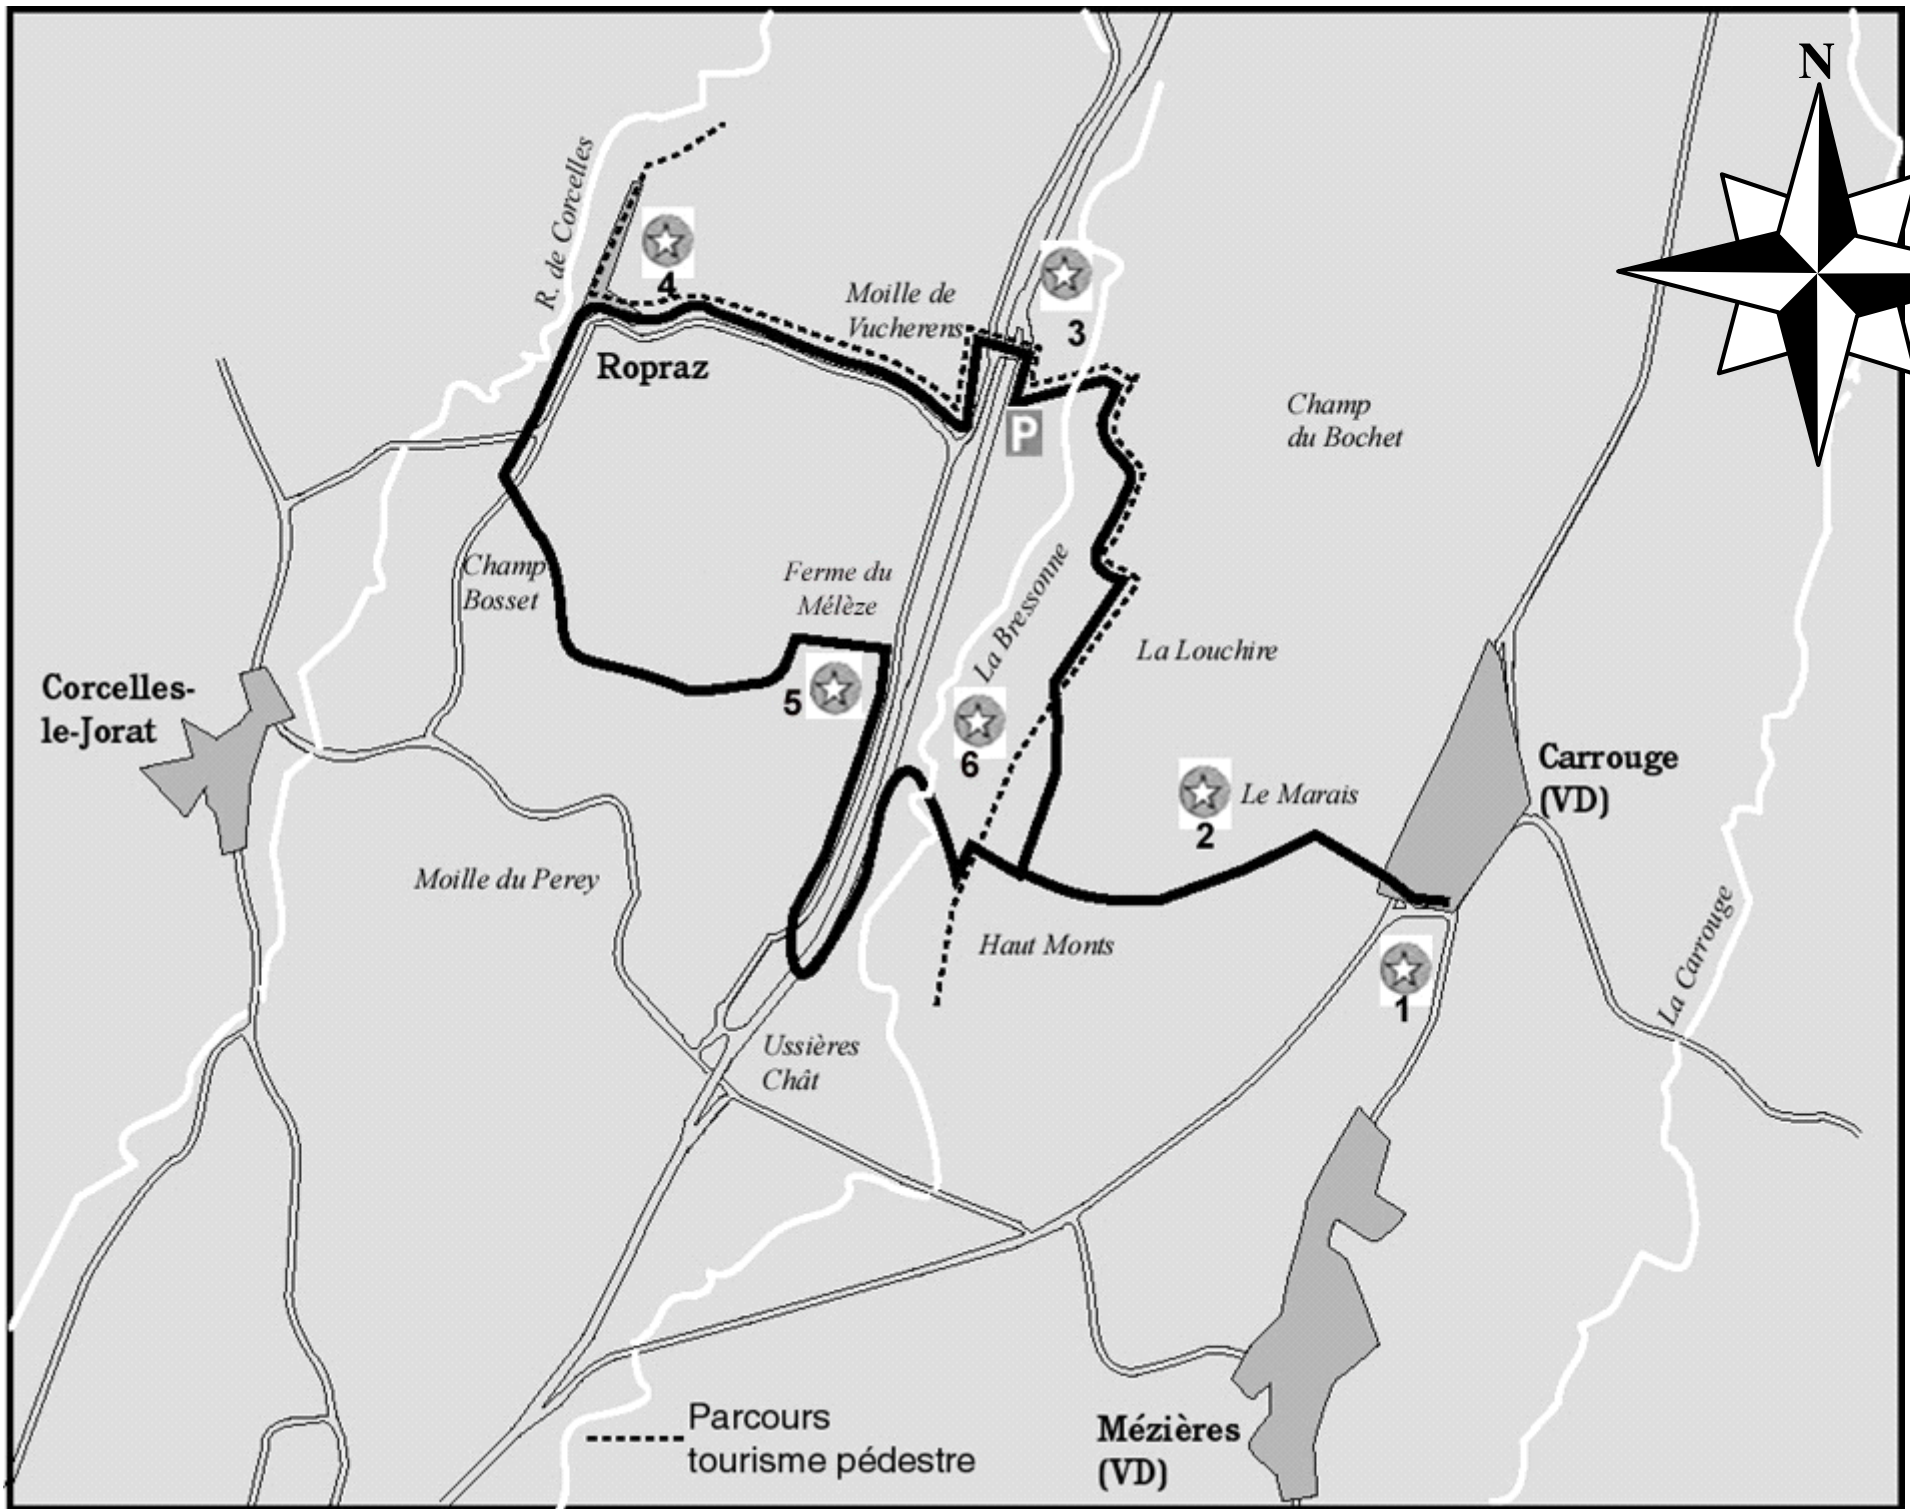 N
R. de Corcelles
4
Moille de
Vucherens
3
Ropraz
P
Champ
du Bochet
Champ
Bosset
Ferme du
Mélèze
La Bressonne
La Louchire
Corcelles-
le-Jorat
5
6
Carrouge
(VD)
2
Le Marais
Moille du Perey
Haut Monts
1
La Carrouge
Ussières
Chât
Parcours
tourisme pédestre
Mézières
(VD)